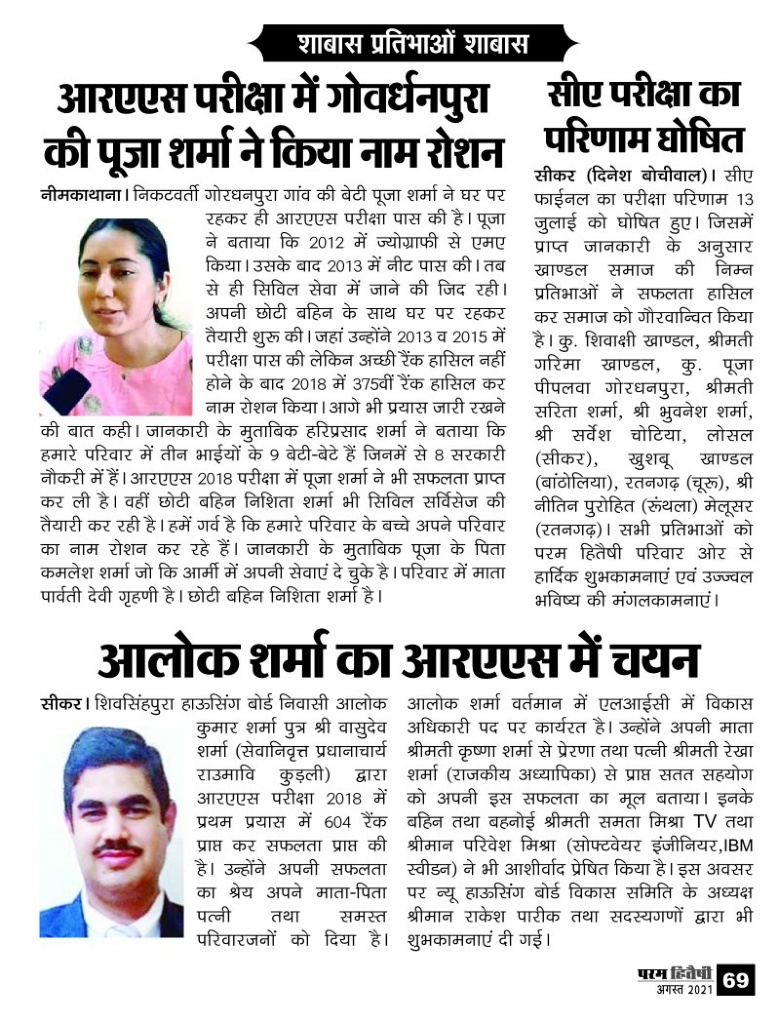 शाबास प्रतिभाओं शाबास
आरएएस परीक्षा में गोवर्धनपुरा
की पूजा शर्मा ने किया नाम रोशन
नीमकाथाना। निकटवर्ती गोरधनपुरा गांव की बेटी पूजा शर्मा ने घर पर
रहकर ही आरएएस परीक्षा पास की है। पूजा
ने बताया कि 2012 में ज्योग्राफी से एमए
किया। उसके बाद 2013 में नीट पास की। तब
से ही सिविल सेवा में जाने की जिद रही।
अपनी छोटी बहिन के साथ घर पर रहकर
तैयारी शुरू की। जहां उन्होंने 2013 व 2015 में
परीक्षा पास की लेकिन अच्छी रैंक हासिल नहीं
होने के बाद 2018 में 375वीं रैंक हासिल कर
नाम रोशन किया। आगे भी प्रयास जारी रखने
की बात कही। जानकारी के मुताबिक हरिप्रसाद शर्मा ने बताया कि
हमारे परिवार में तीन भाईयों के 9 बेटी-बेटे हैं जिनमें से 8 सरकारी
नौकरी में हैं। आरएएस 2018 परीक्षा में पूजा शर्मा ने भी सफलता प्राप्त
कर ली है। वहीं छोटी बहिन निशिता शर्मा भी सिविल सर्विसेज की
तैयारी कर रही है। हमें गर्व है कि हमारे परिवार के बच्चे अपने परिवार
का नाम रोशन कर रहे हैं। जानकारी के मुताबिक पूजा के पिता
कमलेश शर्मा जो कि आर्मी में अपनी सेवाएं दे चुके है। परिवार में माता
पार्वती देवी गृहणी है। छोटी बहिन निशिता शर्मा है।
सीए परीक्षा का
परिणाम घोषित
सीकर (दिनेश बोचीवाल)। सीए
फाईनल का परीक्षा परिणाम 13
जुलाई को घोषित हुए। जिसमें
प्राप्त जानकारी के अनुसार
खाण्डल समाज की निम्न
प्रतिभाओं ने सफलता हासिल
कर समाज को गौरवान्वित किया
है। कु. शिवाक्षी खाण्डल, श्रीमती
गरिमा खाण्डल, कु. पूजा
पीपलवा गोरधनपुरा, श्रीमती
सरिता शर्मा, श्री भुवनेश शर्मा,
श्री सर्वेश चोटिया, लोसल
(सीकर), खुशबू खाण्डल
(बांठोलिया), रतनगढ़ (चूरू), श्री
नीतिन पुरोहित (रुंथला) मेलूसर
(रतनगढ़)। सभी प्रतिभाओं को
परम हितैषी परिवार ओर से
हार्दिक शुभकामनाएं एवं उज्ज्वल
भविष्य की मंगलकामनाएं।
आलोक शर्मा का आरएएस में चयन
सीकर। शिवसिंहपुरा हाऊसिंग बोर्ड निवासी आलोक
कुमार शर्मा पुत्र श्री वासुदेव
शर्मा (सेवानिवृत्त प्रधानाचार्य
राउमावि कुड़ली) द्वारा
आरएएस परीक्षा 2018 में
प्रथम प्रयास में 604 रैंक
प्राप्त कर सफलता प्राप्त की
है। उन्होंने अपनी सफलता
का श्रेय अपने माता-पिता
पत्नी तथा समस्त
परिवारजनों को दिया है।
आलोक शर्मा वर्तमान में एलआईसी में विकास
अधिकारी पद पर कार्यरत है। उन्होंने अपनी माता
श्रीमती कृष्णा शर्मा से प्रेरणा तथा पत्नी श्रीमती रेखा
शर्मा (राजकीय अध्यापिका) से प्राप्त सतत सहयोग
को अपनी इस सफलता का मूल बताया। इनके
बहिन तथा बहनोई श्रीमती समता मिश्रा TV तथा
श्रीमान परिवेश मिश्रा (सोफ्टवेयर इंजीनियर,IBM
स्वीडन) ने भी आशीर्वाद प्रेषित किया है। इस अवसर
पर न्यू हाऊसिंग बोर्ड विकास समिति के अध्यक्ष
श्रीमान राकेश पारीक तथा सदस्यगणों द्वारा भी
शुभकामनाएं दी गई।
परम हितैषी
अगस्त 2021
69